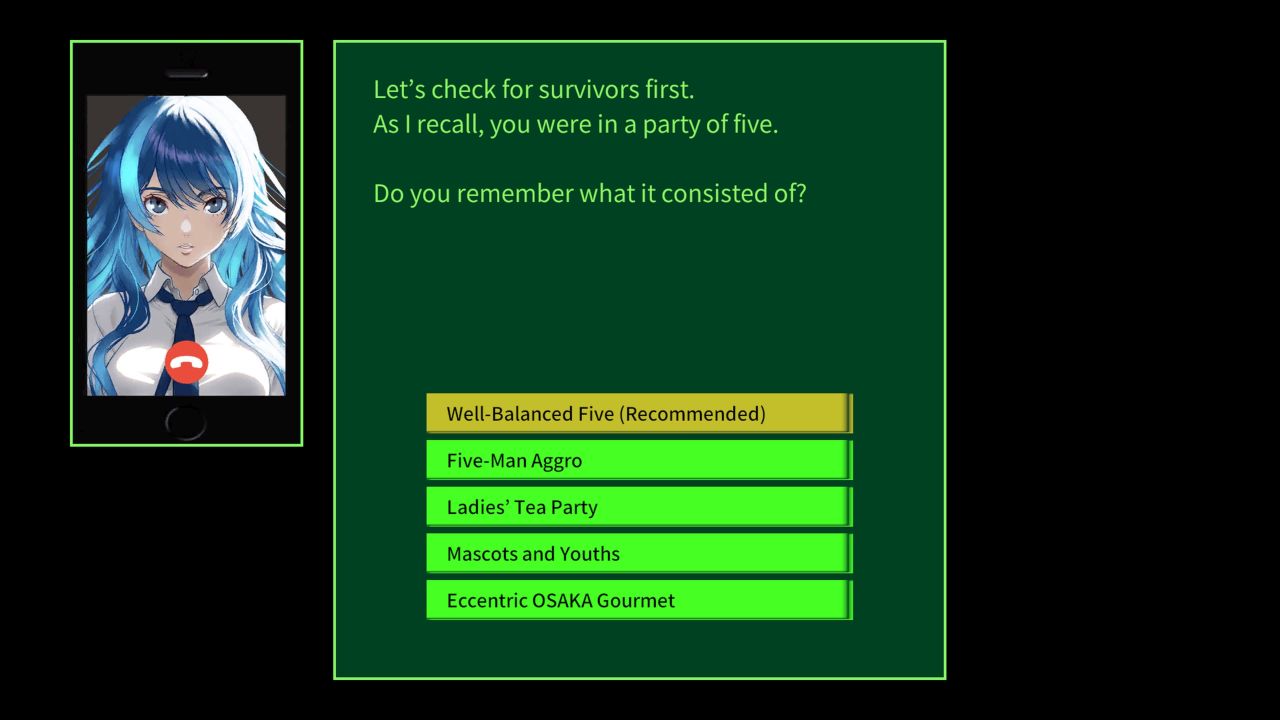 Let’s check for survivors first.
As I recall, you were in a party of five.
Do you remember what it consisted of?
Well-Balanced Five (Recommended)
Five-Man Aggro
Ladies’ Tea Party
Mascots and Youths
Eccentric OSAKA Gourmet